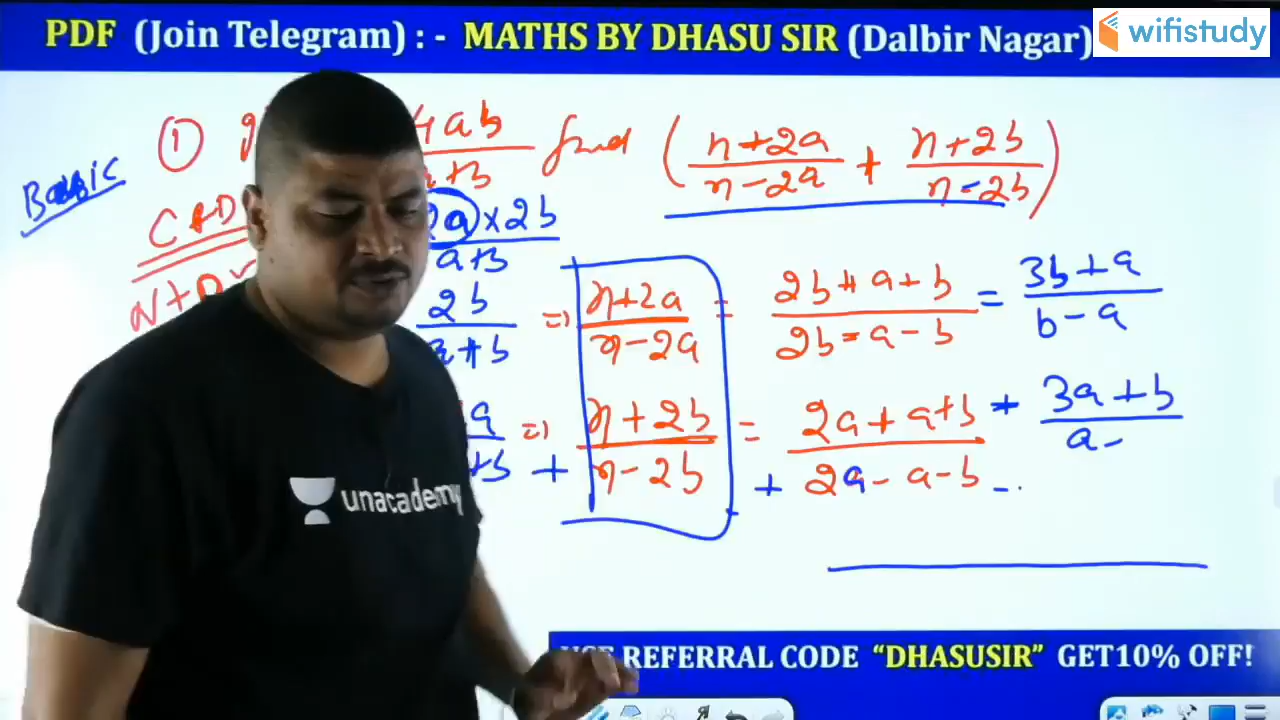 PDF (Join Telegram) : - MATHS BY DHASU SIR (Dalbir Nagar)
wifistudy
Basic
① 4ab find (n+2a/n-2a + n+2b/n-2b)
C+D 2a × 2b/a+b
N+D
2b/a+b => n+2a/n-2a = 2b+a+b/2b-a-b = 3b+a/b-a
a/+b => + n+2b/n-2b = + 2a+a+b/2a-a-b + 3a+b/a-
unacademy
USE REFERRAL CODE “DHASUSIR” GET10% OFF!